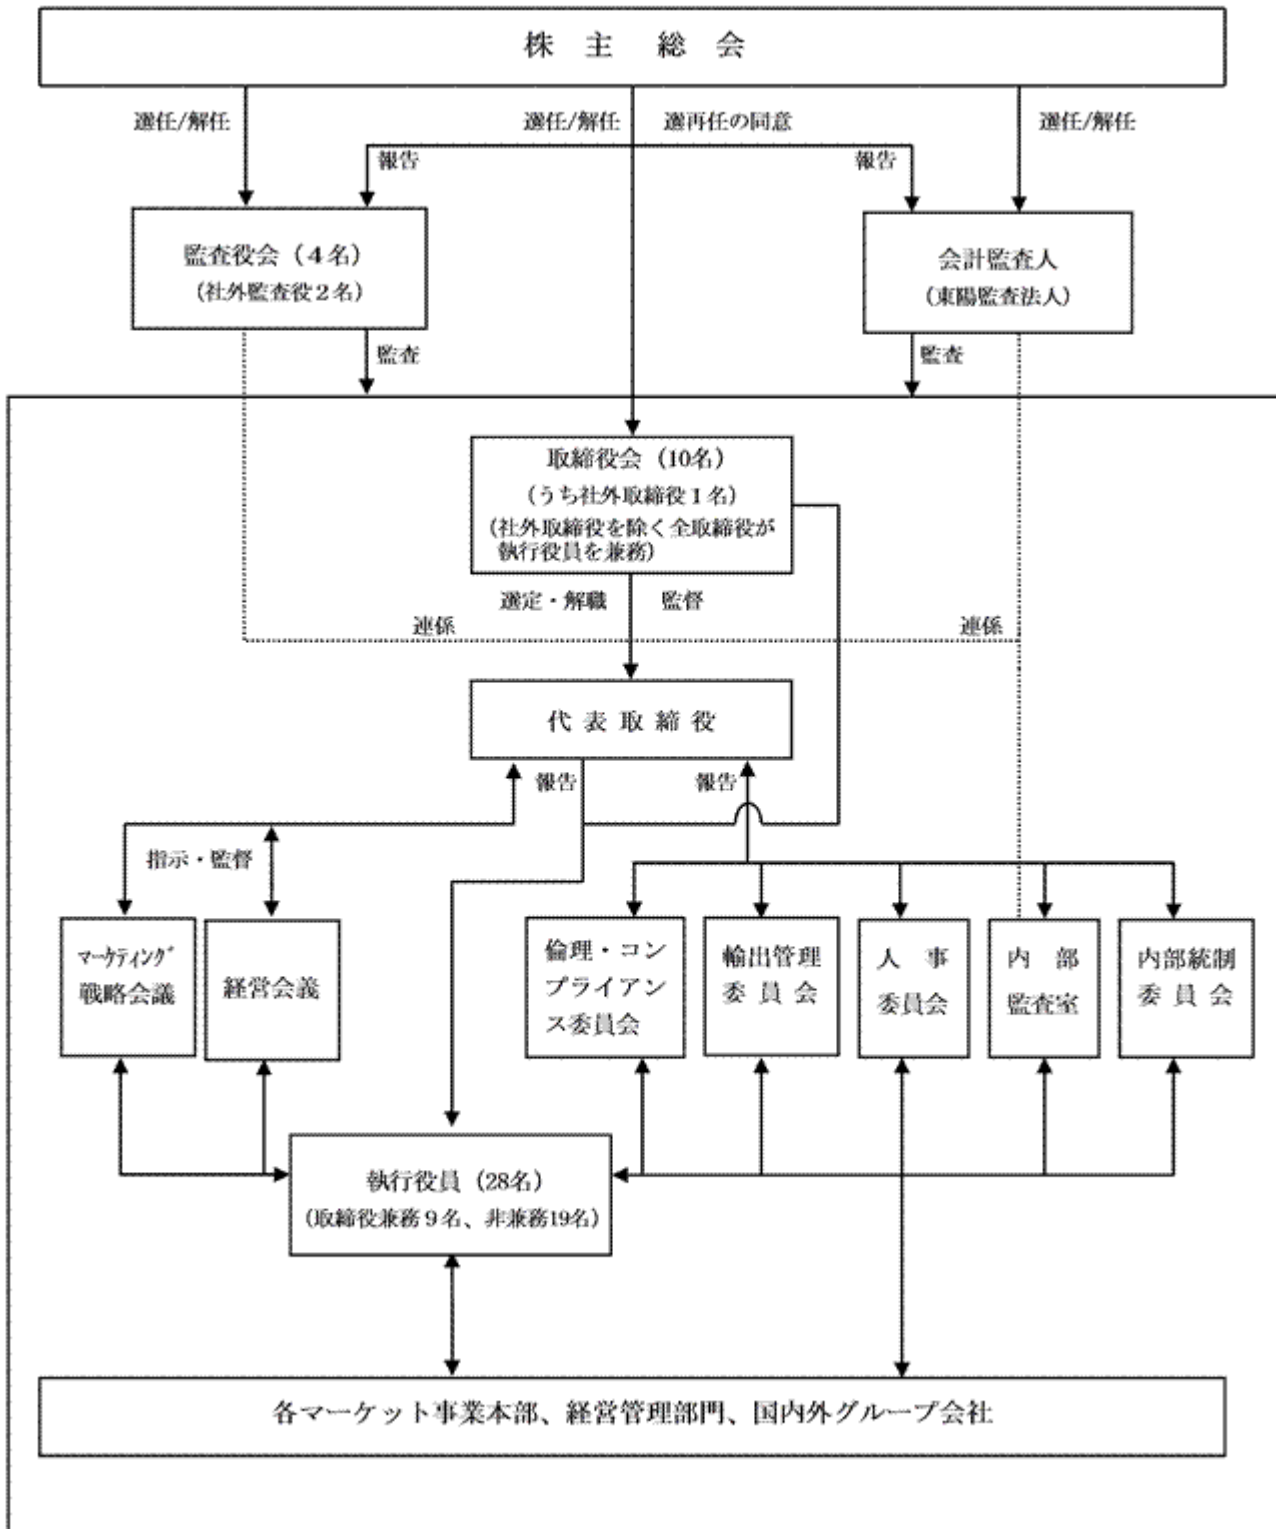 株 主 総 会
選任/解任
選任/解任
選再任の同意
選任/解任
報告
報告
監査役会（４名）
（社外監査役２名）
会計監査人
（東陽監査法人）
監査
監査
取締役会（10名）
（うち社外取締役１名）
（社外取締役を除く全取締役が
執行役員を兼務）
選定・解職
監督
連係
連係
代 表 取 締 役
報告
報告
指示・監督
ﾏｰｹﾃｨﾝｸﾞ
戦略会議
経営会議
倫理・コン
プライアン
ス委員会
輸出管理
委 員 会
人 事
委員会
内 部
監査室
内部統制
委 員 会
執行役員（28名）
（取締役兼務９名、非兼務19名）
各マーケット事業本部、経営管理部門、国内外グループ会社